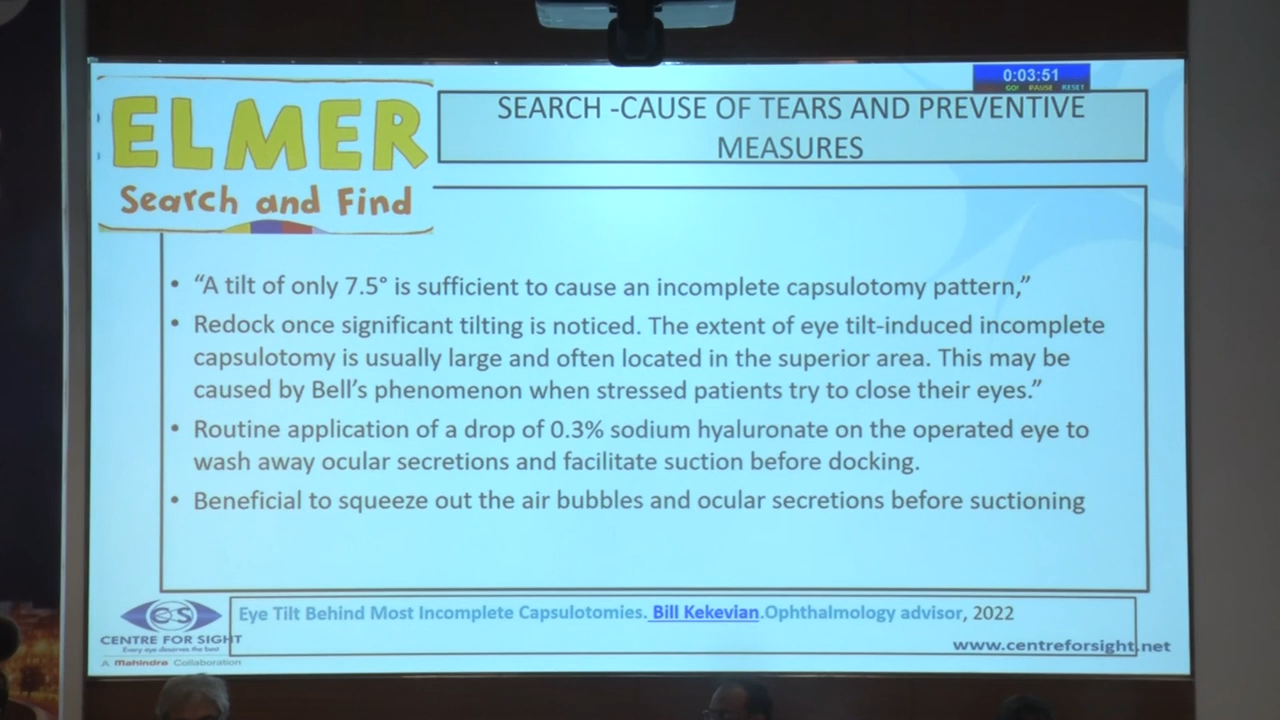 0:03:51
GO! PAUSE RESET
ELMER
Search and Find
SEARCH -CAUSE OF TEARS AND PREVENTIVE
MEASURES
• “A tilt of only 7.5° is sufficient to cause an incomplete capsulotomy pattern,”
• Redock once significant tilting is noticed. The extent of eye tilt-induced incomplete
capsulotomy is usually large and often located in the superior area. This may be
caused by Bell’s phenomenon when stressed patients try to close their eyes.”
• Routine application of a drop of 0.3% sodium hyaluronate on the operated eye to
wash away ocular secretions and facilitate suction before docking.
• Beneficial to squeeze out the air bubbles and ocular secretions before suctioning
Eye Tilt Behind Most Incomplete Capsulotomies. Bill Kekevian.Ophthalmology advisor, 2022
CS
CENTRE FOR SIGHT
Every eye deserves the best
A Mahindra Collaboration
www.centreforsight.net